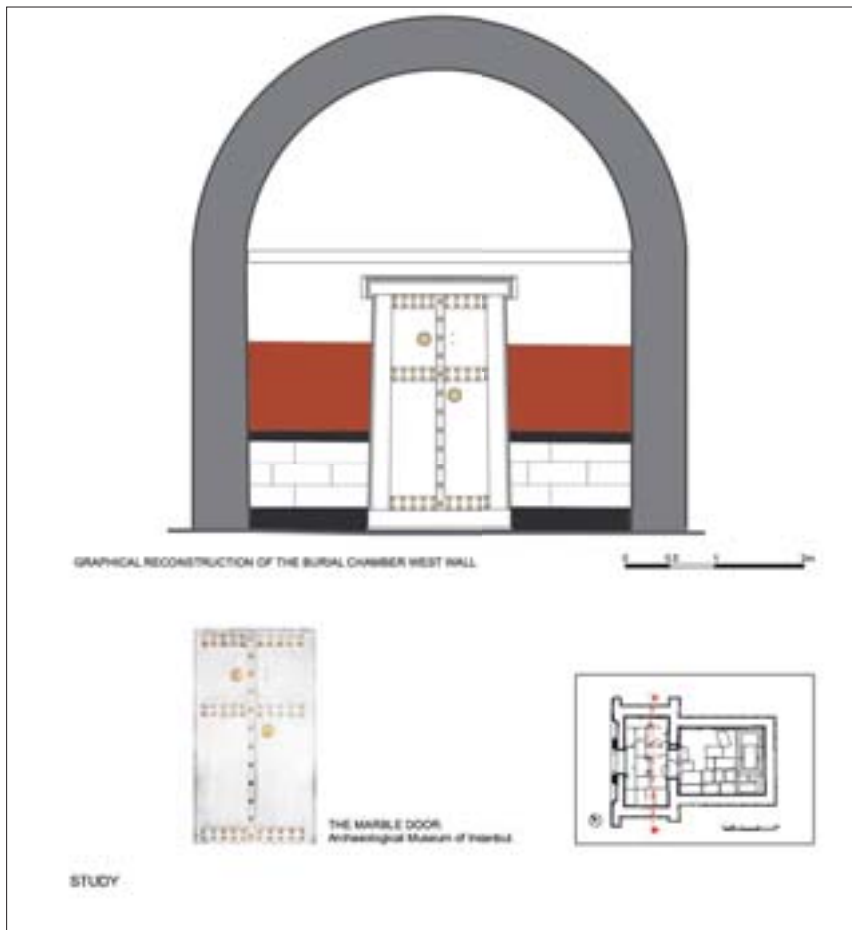 GRAPHICAL RECONSTRUCTION OF THE BURIAL CHAMBER WEST WALL
0 0,5 1 2m
THE MARBLE DOOR
Archaeological Museum of Instanbul
STUDY